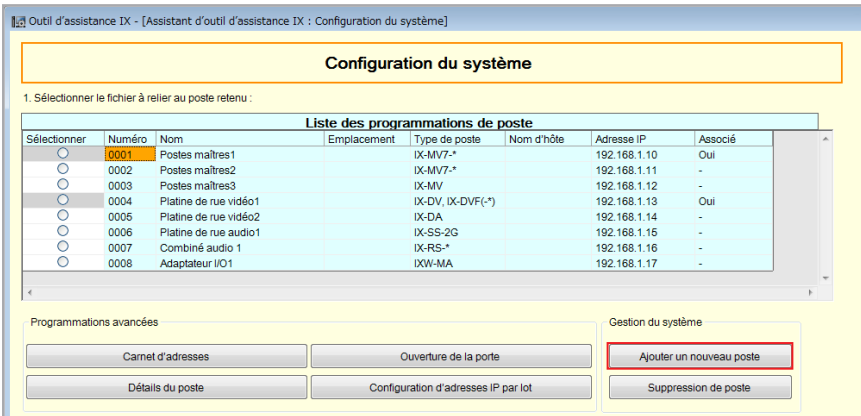 Outil d'assistance IX - [Assistant d'outil d'assistance IX : Configuration du système]
Configuration du système
1. Sélectionner le fichier à relier au poste retenu :
Liste des programmations de poste
Sélectionner Numéro Nom Emplacement Type de poste Nom d'hôte Adresse IP Associé
0001 Postes maîtres1 IX-MV7-* 192.168.1.10 Oui
0002 Postes maîtres2 IX-MV7-* 192.168.1.11 -
0003 Postes maîtres3 IX-MV 192.168.1.12 -
0004 Platine de rue vidéo1 IX-DV, IX-DVF(-*) 192.168.1.13 Oui
0005 Platine de rue vidéo2 IX-DA 192.168.1.14 -
0006 Platine de rue audio1 IX-SS-2G 192.168.1.15 -
0007 Combiné audio 1 IX-RS-* 192.168.1.16 -
0008 Adaptateur I/O1 IXW-MA 192.168.1.17 -
Programmations avancées Gestion du système
Carnet d'adresses Ouverture de la porte Ajouter un nouveau poste
Détails du poste Configuration d'adresses IP par lot Suppression de poste